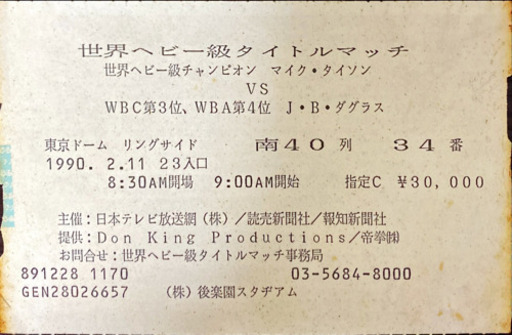 世界ヘビー級タイトルマッチ
世界ヘビー級チャンピオン マイク・タイソン
VS
WBC第3位、WBA第4位 J・B・ダグラス
東京ドーム リングサイド 南40列 34番
1990. 2.11 23入口
8:30AM開場 9:00AM開始 指定C ¥30,000
主催:日本テレビ放送網(株)/読売新聞社/報知新聞社
提供:Don King Productions/帝拳㈱
お問合せ:世界ヘビー級タイトルマッチ事務局
891228 1170 03-5684-8000
GEN28026657 (株)後楽園スタヂアム